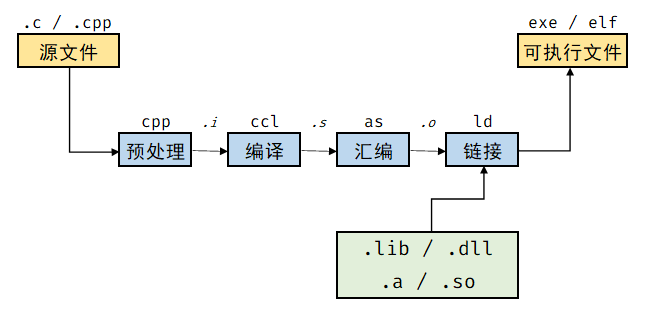 .c / .cpp
源文件
exe / elf
可执行文件
cpp
.i
ccl
.s
as
.o
ld
预处理
编译
汇编
链接
.lib / .dll
.a / .so